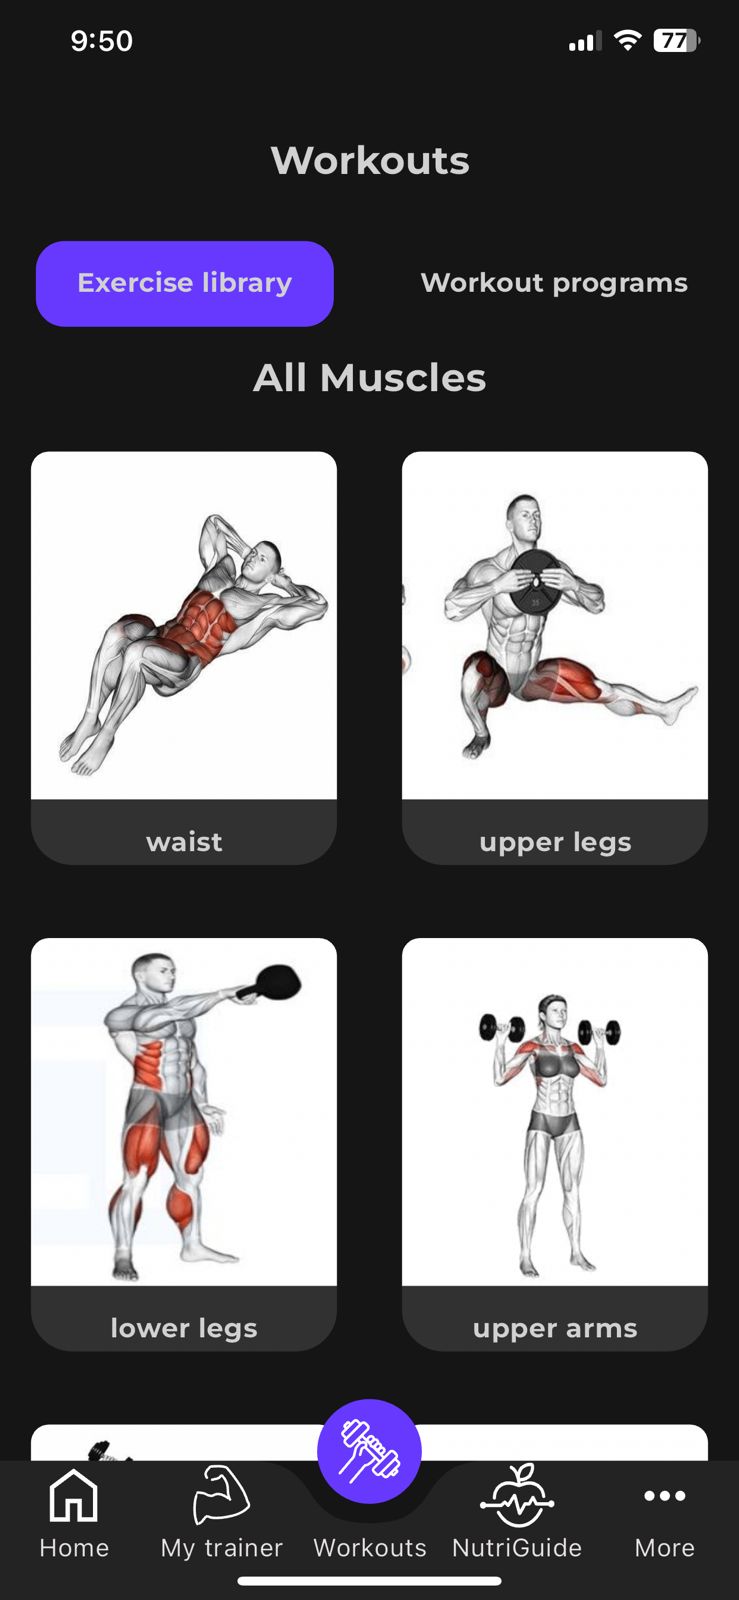 9:50
77
Workouts
Exercise library
Workout programs
All Muscles
waist
upper legs
lower legs
upper arms
Home
My trainer
Workouts
NutriGuide
More